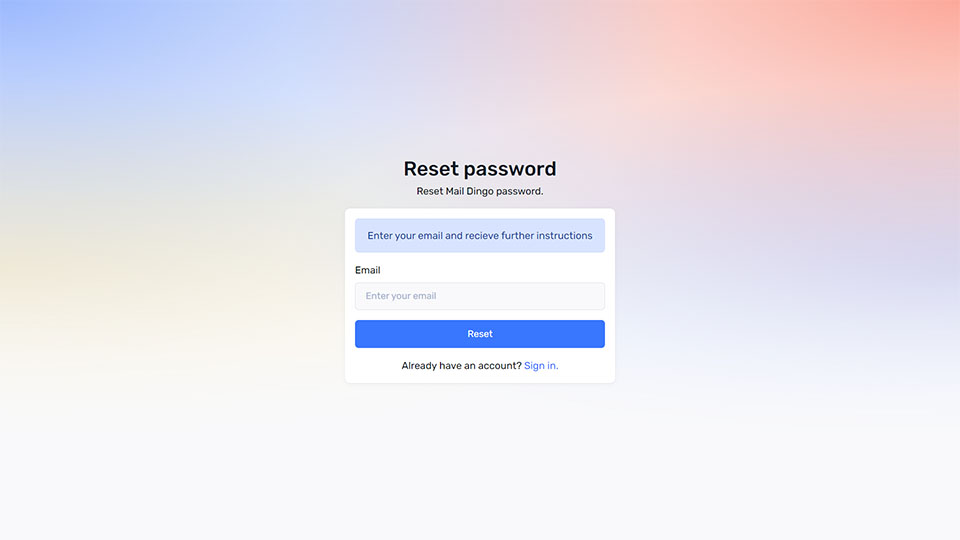 Reset password
Reset Mail Dingo password.
Enter your email and recieve further instructions
Email
Enter your email
Reset
Already have an account? Sign in.